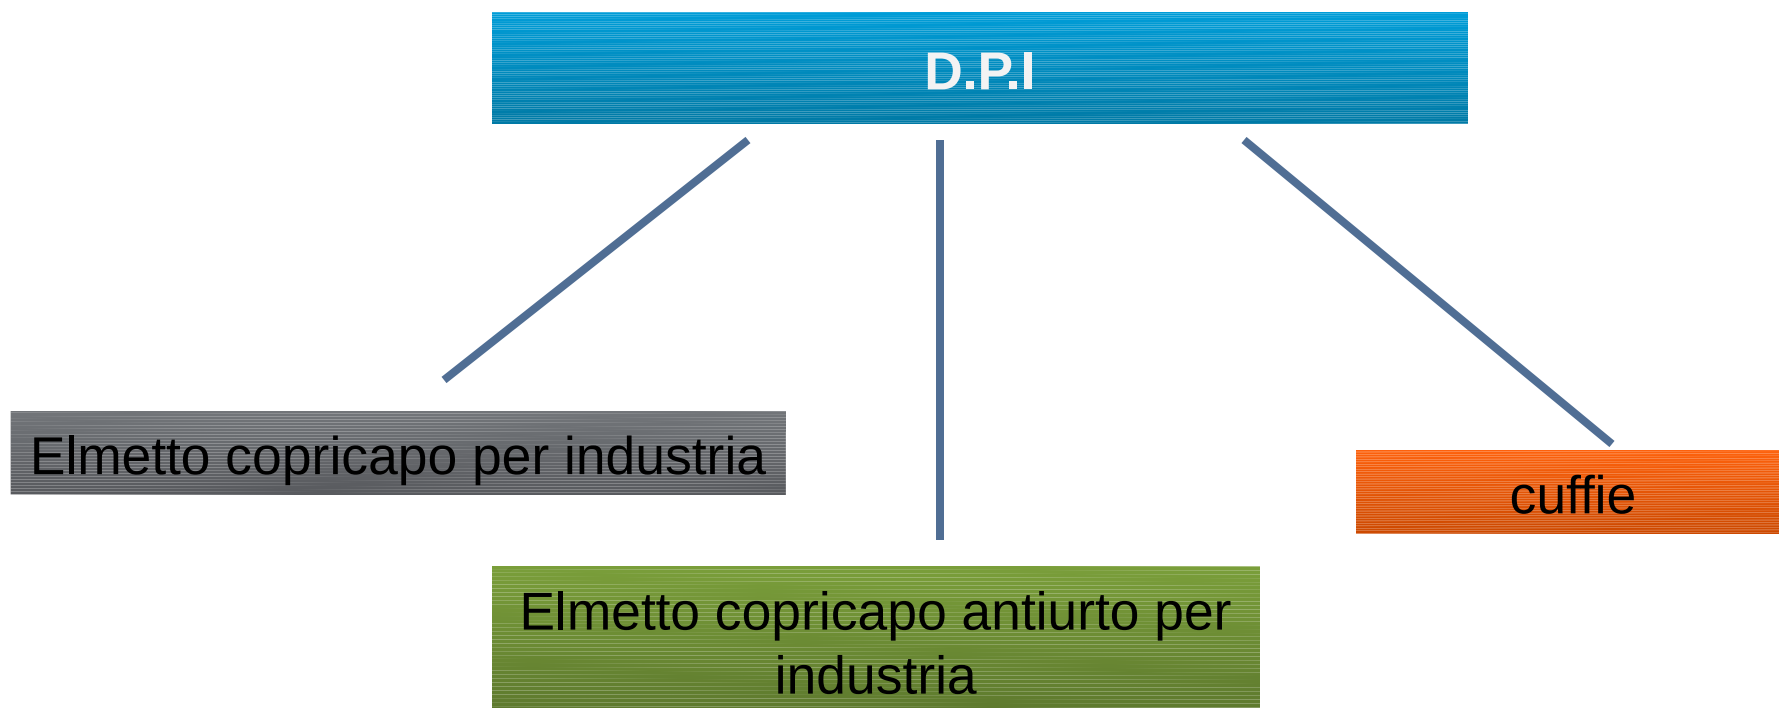 D.P.I
Elmetto copricapo per industria
cuffie
Elmetto copricapo antiurto per
industria